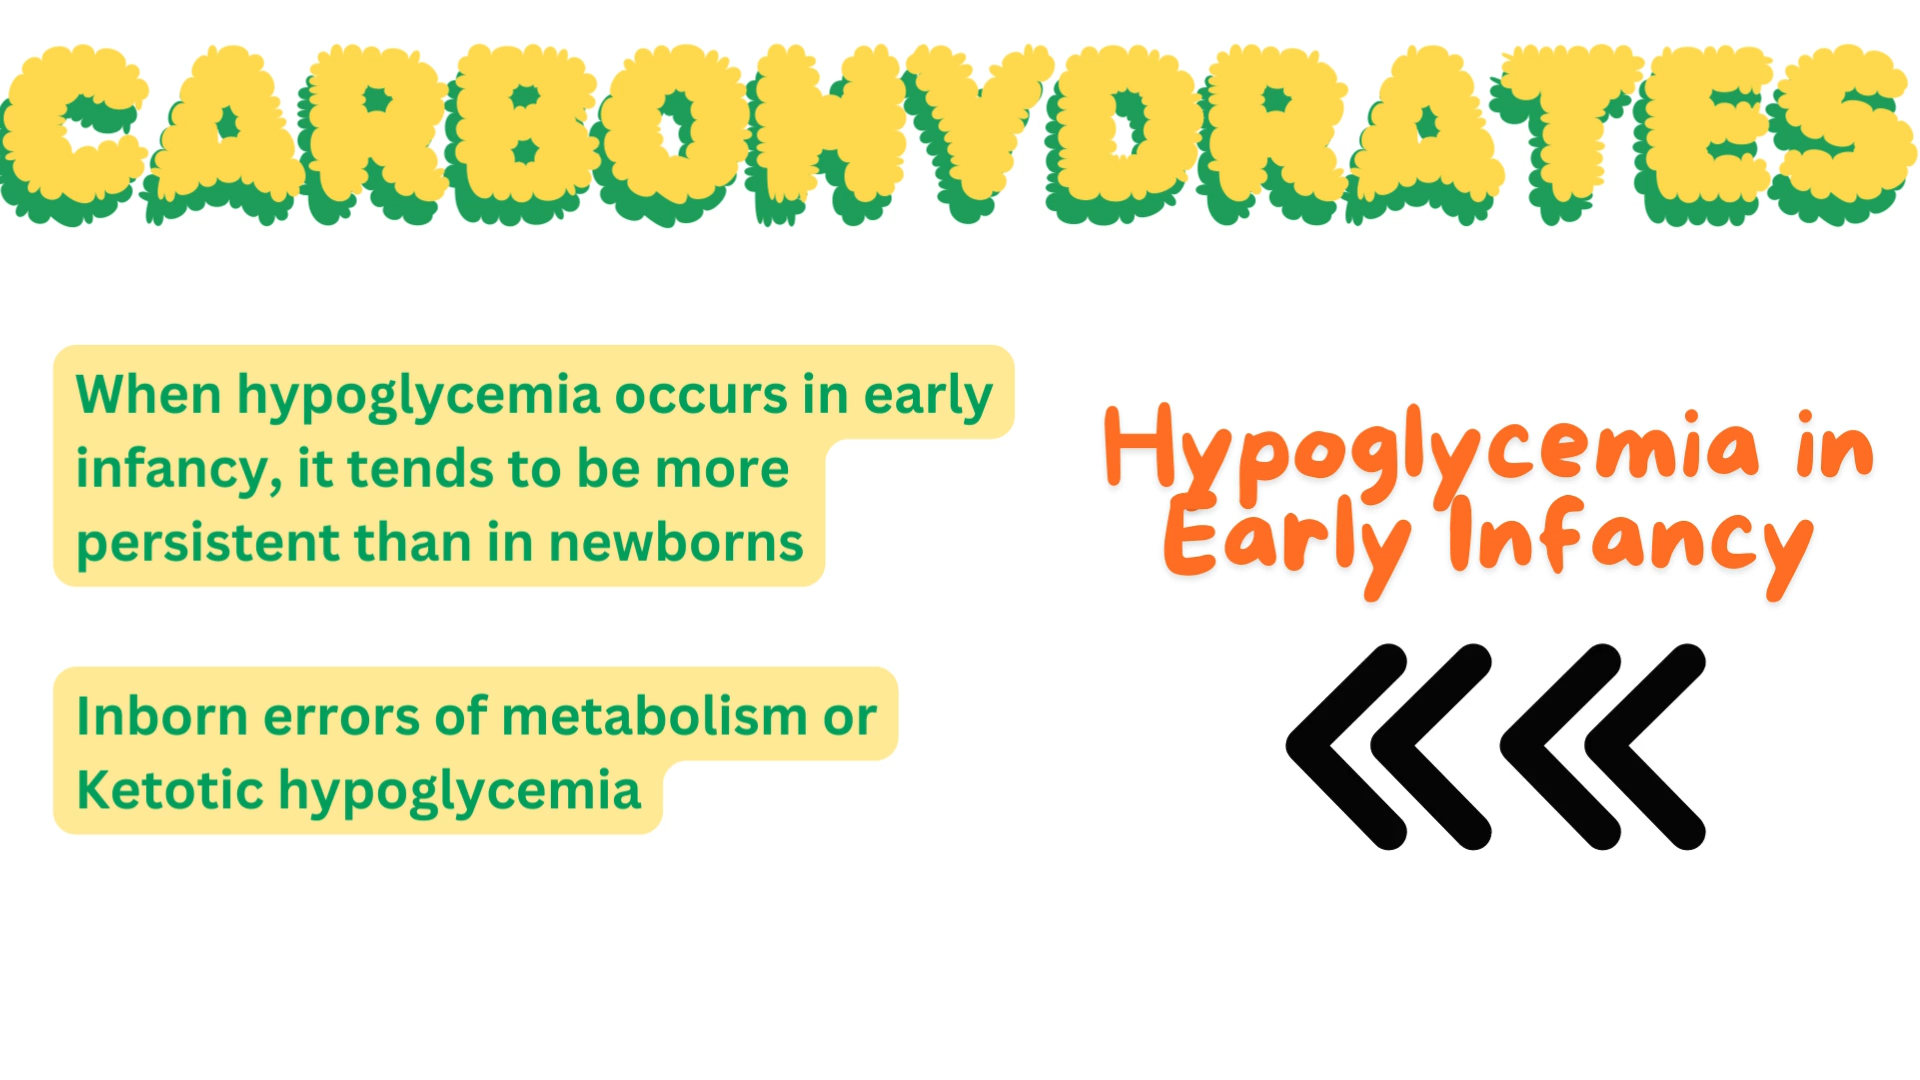 CARBOHYDRATES
When hypoglycemia occurs in early
infancy, it tends to be more
persistent than in newborns
Inborn errors of metabolism or
Ketotic hypoglycemia
Hypoglycemia in
Early Infancy